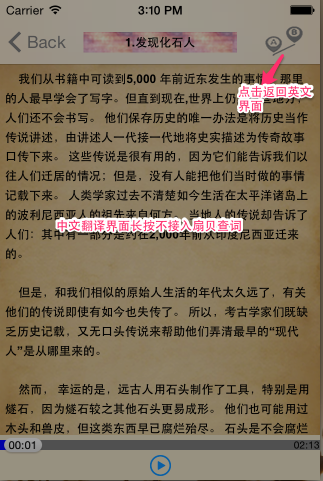 Carrier 3:10 PM
Back
1.发现化石人
A B
我们从书籍中可读到5,000 年前近东发生的事情,那里
的人最早学会了写字。但直到现在,世界上仍
点击返回英文
界面
人们还不会书写。 他们保存历史的唯一办法是将历史当作
传说讲述，由讲述人一代接一代地将史实描述为传奇故事
口传下来。 这些传说是很有用的，因为它们能告诉我们以
往人们迁居的情况；但是，没有人能把他们当时做的事情
记载下来。 人类学家过去不清楚如今生活在太平洋诸岛上
的波利尼西亚人的祖先来自何方，当地人的传说却告诉了
人们：其中有一部分是约在2,000年前从印度尼西亚迁来
的。
中文翻译界面长按不接入扇贝查词
但是，和我们相似的原始人生活的年代太久远了，有关
他们的传说即使有如今也失传了。 所以，考古学家们既缺
乏历史记载，又无口头传说来帮助他们弄清最早的“现代
人”是从哪里来的。
然而， 幸运的是，远古人用石头制作了工具，特别是用
燧石，因为燧石较之其他石头更易成形。 他们也可能用过
木头和兽皮，但这类东西早已腐烂殆尽。 石头是不会腐烂
00:01
02:13